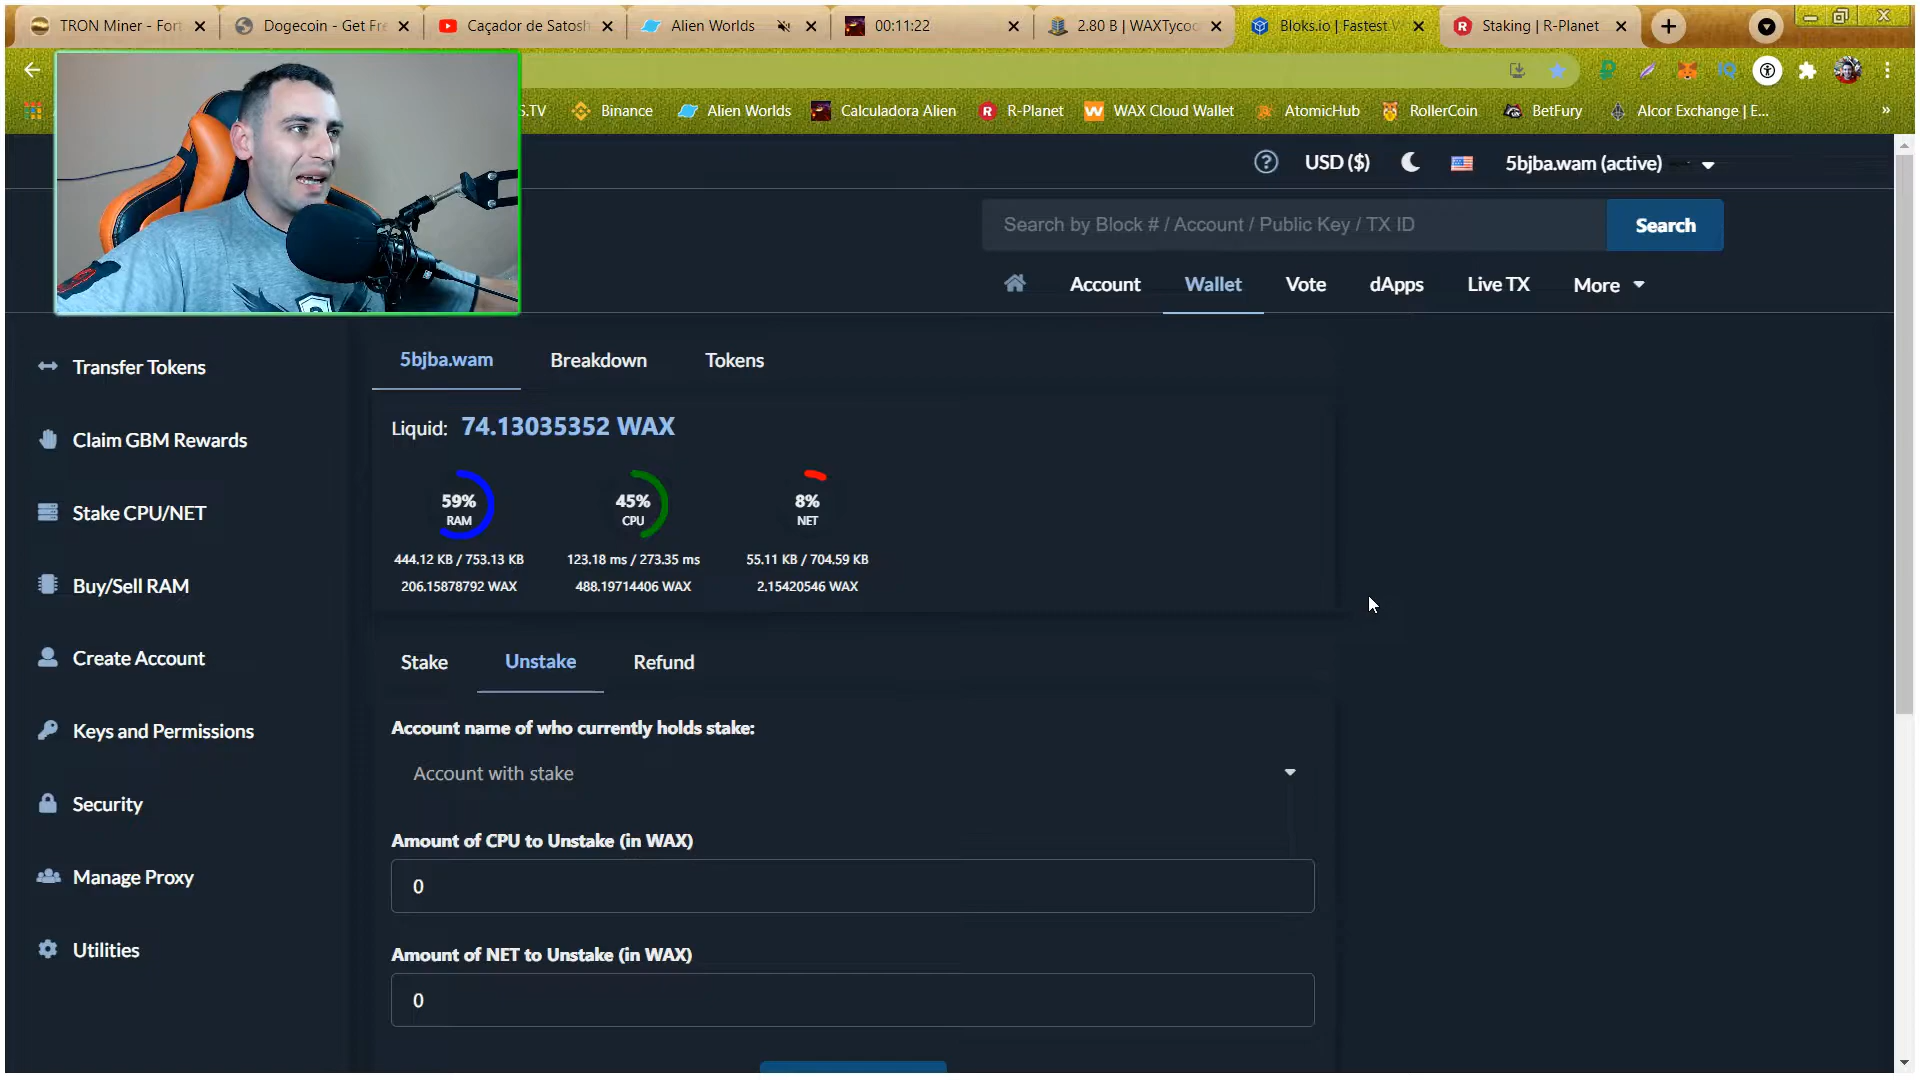 TRON Miner - Fort
Dogecoin - Get Fre
Caçador de Satosh
Alien Worlds
00:11:22
2.80 B | WAXTycoo
Bloks.io | Fastest W
Staking | R-Planet
S.TV
Binance
Alien Worlds
Calculadora Alien
R-Planet
WAX Cloud Wallet
AtomicHub
RollerCoin
BetFury
Alcor Exchange | E...
USD ($)
5bjba.wam (active)
Search by Block # / Account / Public Key / TX ID
Search
Account
Wallet
Vote
dApps
Live TX
More
Transfer Tokens
Claim GBM Rewards
Stake CPU/NET
Buy/Sell RAM
Create Account
Keys and Permissions
Security
Manage Proxy
Utilities
5bjba.wam
Breakdown
Tokens
Liquid: 74.13035352 WAX
59%
RAM
444.12 KB / 753.13 KB
206.15878792 WAX
45%
CPU
123.18 ms / 273.35 ms
488.19714406 WAX
8%
NET
55.11 KB / 704.59 KB
2.15420546 WAX
Stake
Unstake
Refund
Account name of who currently holds stake:
Account with stake
Amount of CPU to Unstake (in WAX)
0
Amount of NET to Unstake (in WAX)
0